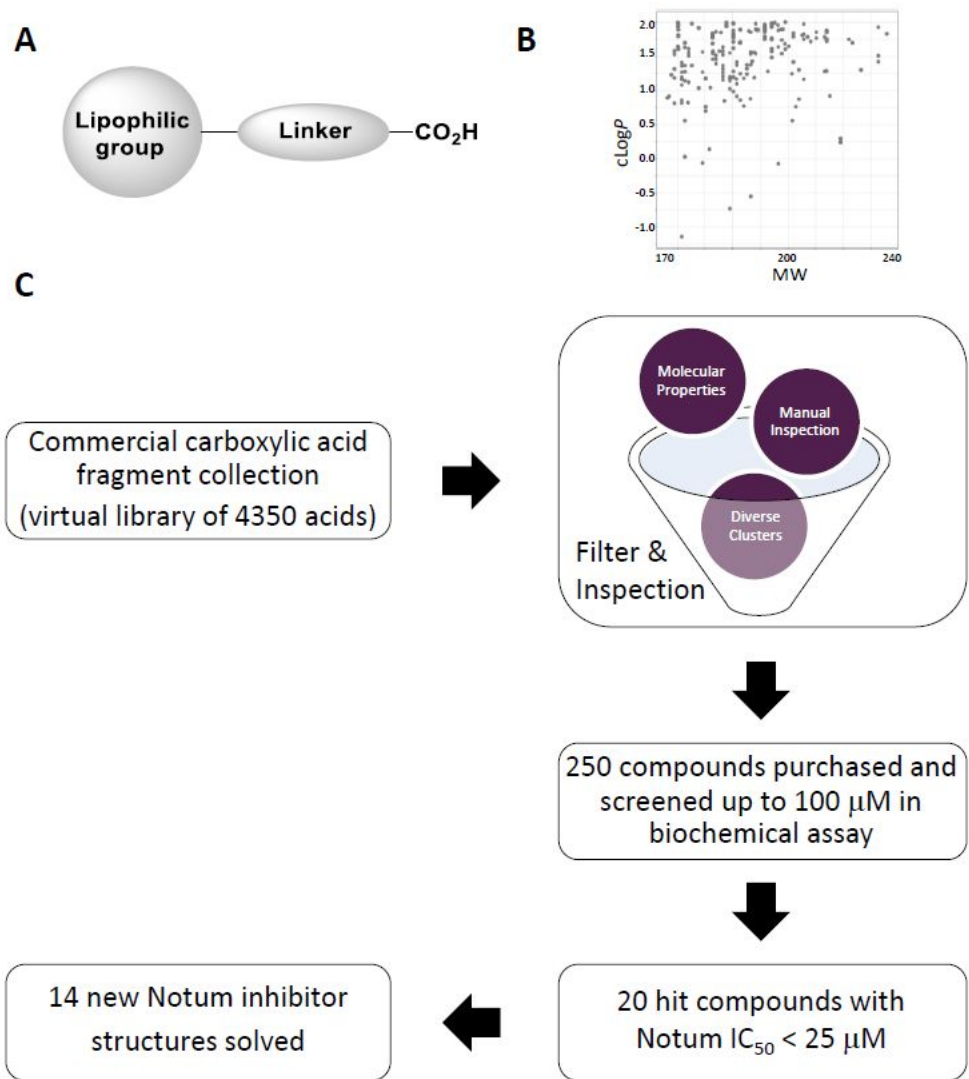 A
Lipophilic
group
Linker
CO₂H
B
2.0
1.5
1.0
0.5
0.0
-0.5
-1.0
cLogP
170
200
240
MW
C
Commercial carboxylic acid
fragment collection
(virtual library of 4350 acids)
Molecular
Properties
Manual
Inspection
Diverse
Clusters
Filter &
Inspection
250 compounds purchased and
screened up to 100 μM in
biochemical assay
20 hit compounds with
Notum IC₅₀ < 25 μM
14 new Notum inhibitor
structures solved